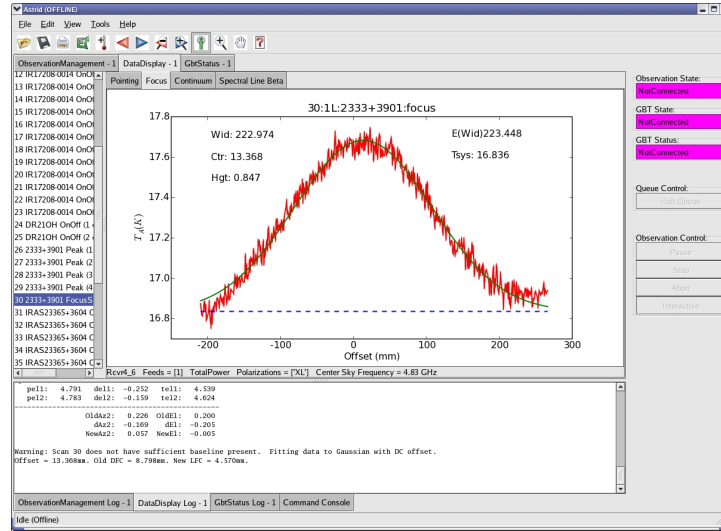 Astrid (OFFLINE)
File Edit View Tools Help
ObservationManagement - 1 DataDisplay - 1 GbtStatus - 1
12 IR17208-0014 OnOf
13 IR17208-0014 OnOf
14 IR17208-0014 OnOf
15 IR17208-0014 OnOf
16 IR17208-0014 OnOf
17 IR17208-0014 OnOf
18 IR17208-0014 OnOf
19 IR17208-0014 OnOf
20 IR17208-0014 OnOf
21 IR17208-0014 OnOf
22 IR17208-0014 OnOf
23 IR17208-0014 OnOf
24 DR21OH OnOff (1
25 DR21OH OnOff (2
26 2333+3901 Peak (1
27 2333+3901 Peak (2
28 2333+3901 Peak (3
29 2333+3901 Peak (4
30 2333+3901 FocusS
31 IRAS23365+3604 O
32 IRAS23365+3604 O
33 IRAS23365+3604 O
34 IRAS23365+3604 C
35 IRAS23365+3604 O
Pointing Focus Continuum Spectral Line Beta
30:1L:2333+3901:focus
Wid: 222.974
Ctr: 13.368
Hgt: 0.847
E(Wid)223.448
Tsys: 16.836
17.8
17.6
17.4
17.2
17.0
16.8
T_A(K)
-200 -100 0 100 200 300
Offset (mm)
Rcvr4_6 Feeds = [1] TotalPower Polarizations = ['XL'] Center Sky Frequency = 4.83 GHz
Observation State:
NotConnected
GBT State:
NotConnected
GBT Status:
NotConnected
Queue Control:
Halt Queue
Observation Control:
Pause
Stop
Abort
Interactive
pel1: 4.791 del1: -0.252 tel1: 4.539
pel2: 4.783 del2: -0.159 tel2: 4.624
OldAz2: 0.226 OldEl: 0.200
dAz2: -0.169 dEl: -0.205
NewAz2: 0.057 NewEl: -0.005
Warning: Scan 30 does not have sufficient baseline present. Fitting data to Gaussian with DC offset.
Offset = 13.368mm. Old DFC = 8.798mm. New LFC = 4.570mm.
ObservationManagement Log - 1 DataDisplay Log - 1 GbtStatus Log - 1 Command Console
Idle (Offline)